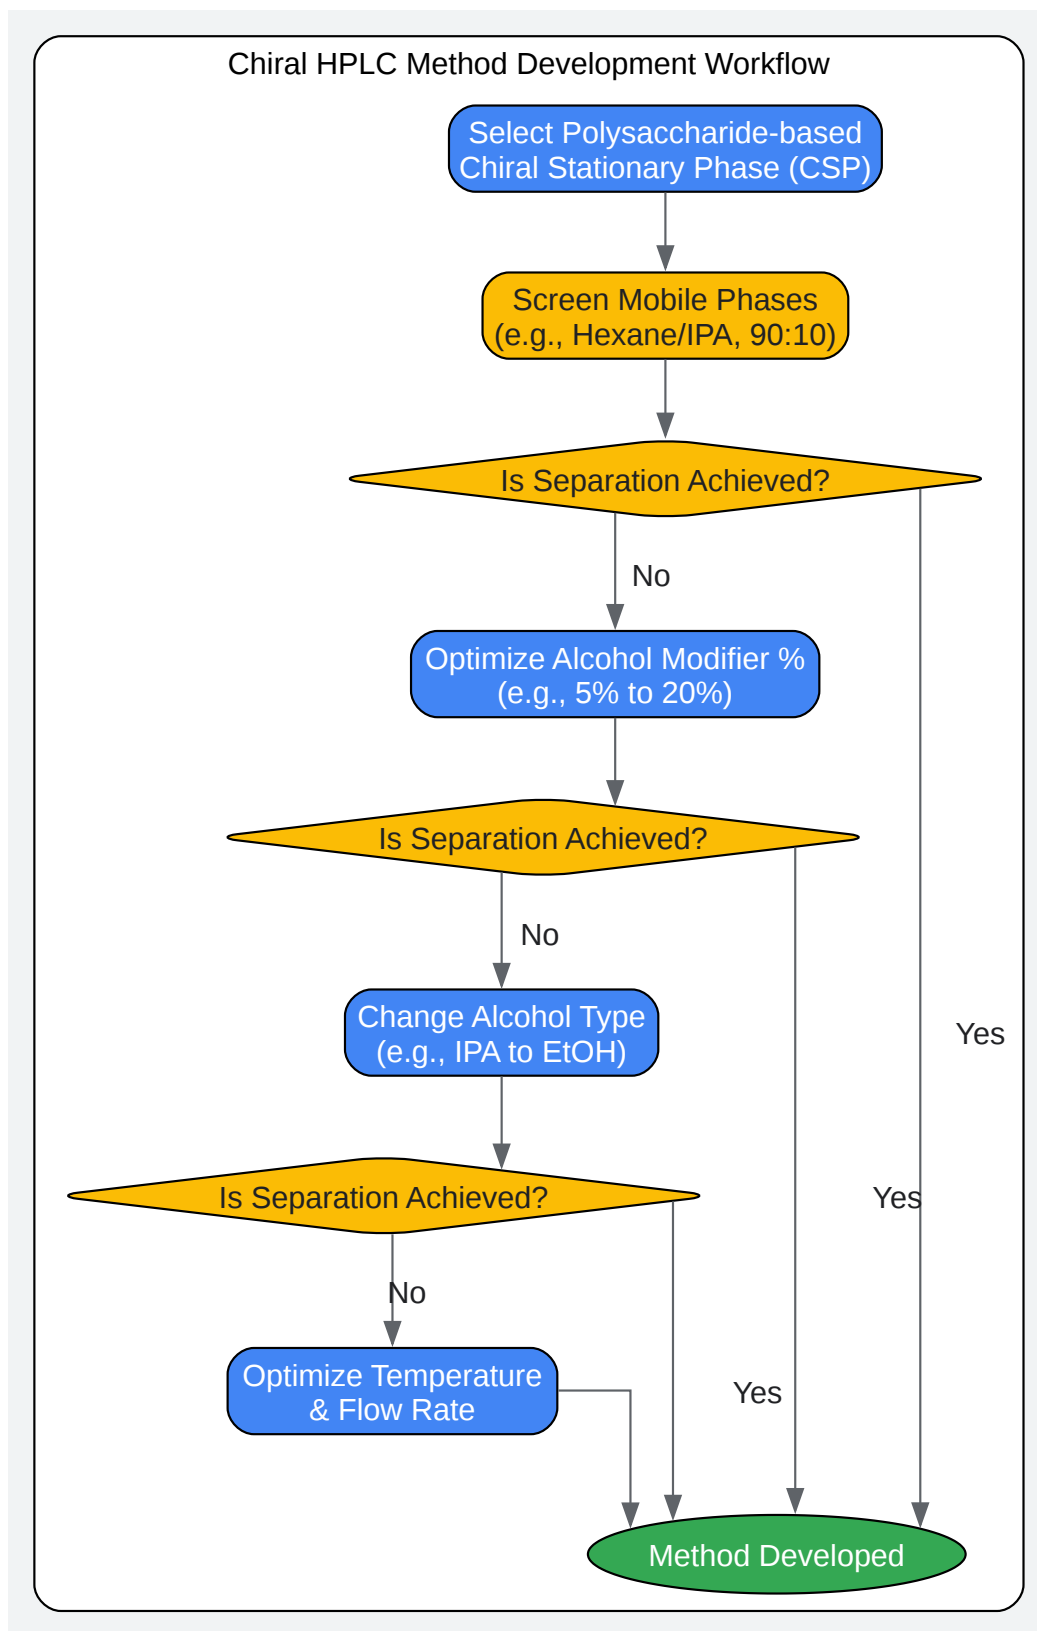 Chiral HPLC Method Development Workflow
Select Polysaccharide-based
Chiral Stationary Phase (CSP)
Screen Mobile Phases
(e.g., Hexane/IPA, 90:10)
Is Separation Achieved?
No
Optimize Alcohol Modifier %
(e.g., 5% to 20%)
Is Separation Achieved?
No
Change Alcohol Type
(e.g., IPA to EtOH)
Yes
Is Separation Achieved?
Yes
No
Optimize Temperature
& Flow Rate
Yes
Method Developed